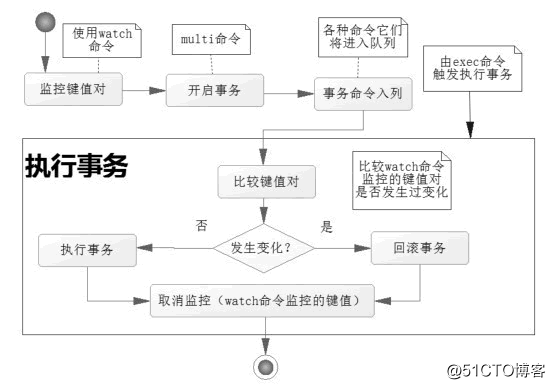 使用watch
命令
multi命令
各种命令它们
将进入队列
由exec命令
触发执行事务
监控键值对
开启事务
事务命令入列
执行事务
比较键值对
比较watch命令
监控的键值对
是否发生过变化
否
发生变化？
是
执行事务
回滚事务
取消监控（watch命令监控的键值）
@51CTO博客